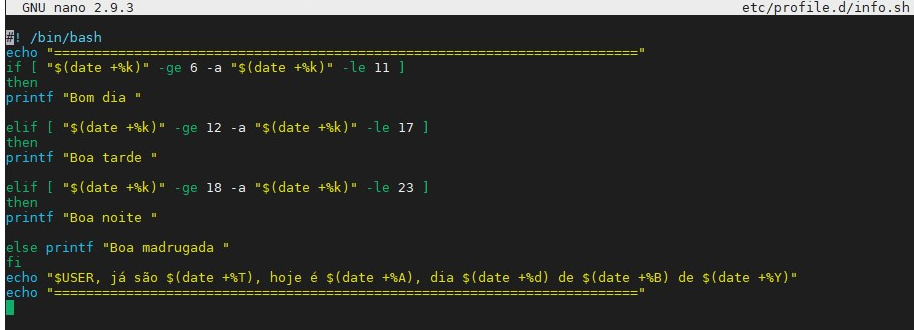 GNU nano 2.9.3 etc/profile.d/info.sh
#! /bin/bash
echo "========================================================================="
if [ "$(date +%k)" -ge 6 -a "$(date +%k)" -le 11 ]
then
printf "Bom dia "
elif [ "$(date +%k)" -ge 12 -a "$(date +%k)" -le 17 ]
then
printf "Boa tarde "
elif [ "$(date +%k)" -ge 18 -a "$(date +%k)" -le 23 ]
then
printf "Boa noite "
else printf "Boa madrugada "
fi
echo "$USER, já são $(date +%T), hoje é $(date +%A), dia $(date +%d) de $(date +%B) de $(date +%Y)"
echo "========================================================================="